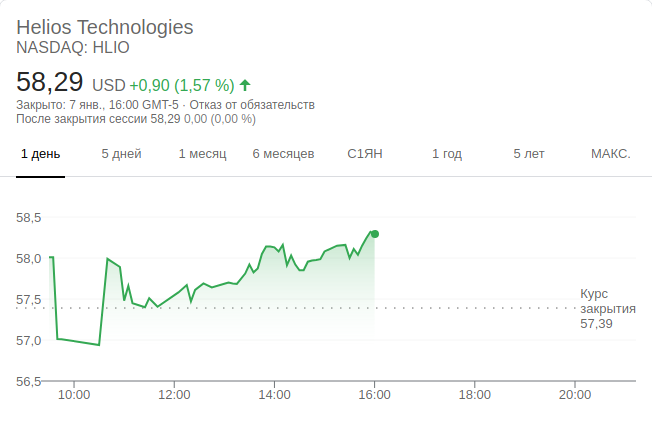 Helios Technologies
NASDAQ: HLIO
58,29 USD +0,90 (1,57 %)
Закрыто: 7 янв., 16:00 GMT-5 · Отказ от обязательств
После закрытия сессии 58,29 0,00 (0,00 %)
1 день 5 дней 1 месяц 6 месяцев С1ЯН 1 год 5 лет МАКС.
58,5
58,0
57,5
57,0
56,5
Курс
закрытия
57,39
10:00 12:00 14:00 16:00 18:00 20:00